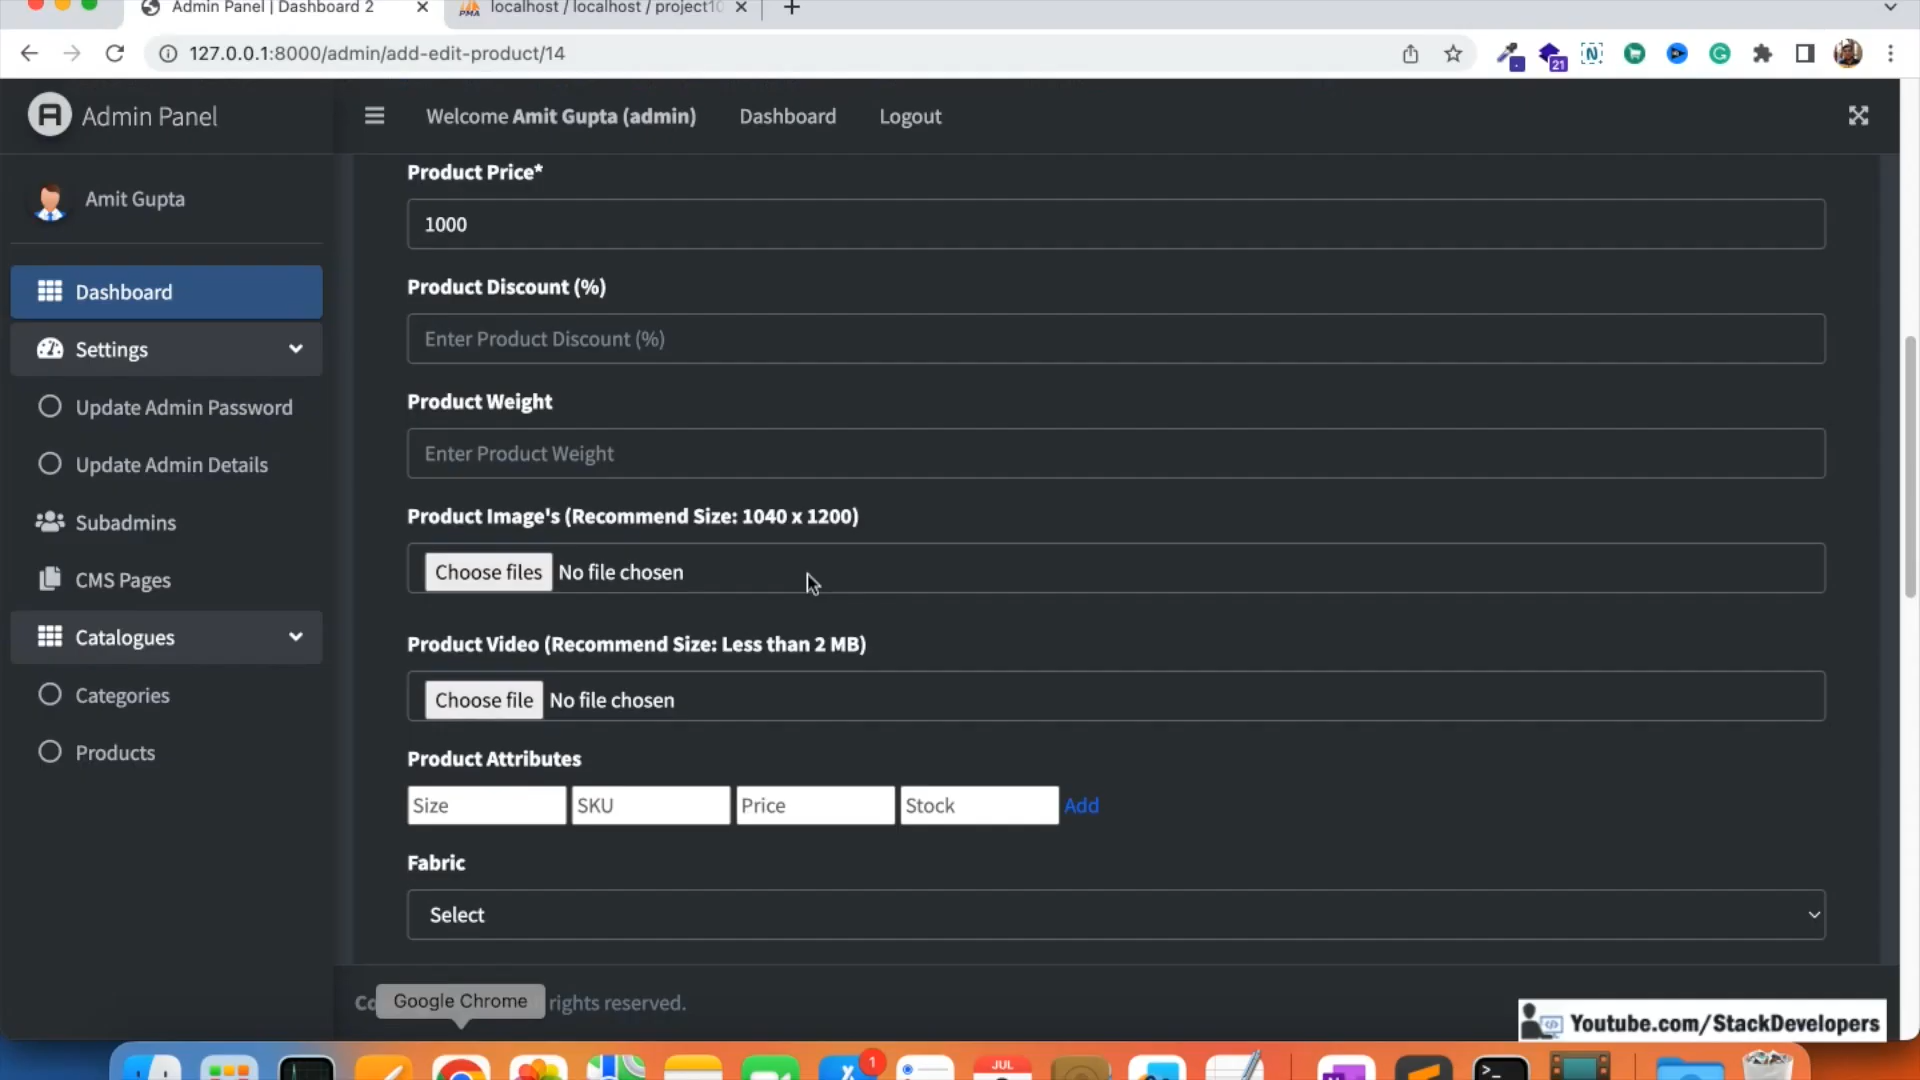 Admin Panel | Dashboard 2
localhost / localhost / project10
127.0.0.1:8000/admin/add-edit-product/14
21
Admin Panel
Welcome Amit Gupta (admin)
Dashboard
Logout
Amit Gupta
Dashboard
Settings
Update Admin Password
Update Admin Details
Subadmins
CMS Pages
Catalogues
Categories
Products
Product Price*
1000
Product Discount (%)
Enter Product Discount (%)
Product Weight
Enter Product Weight
Product Image's (Recommend Size: 1040 x 1200)
Choose files No file chosen
Product Video (Recommend Size: Less than 2 MB)
Choose file No file chosen
Product Attributes
Size SKU Price Stock Add
Fabric
Select
Co
Google Chrome
rights reserved.
Youtube.com/StackDevelopers
1
JUL